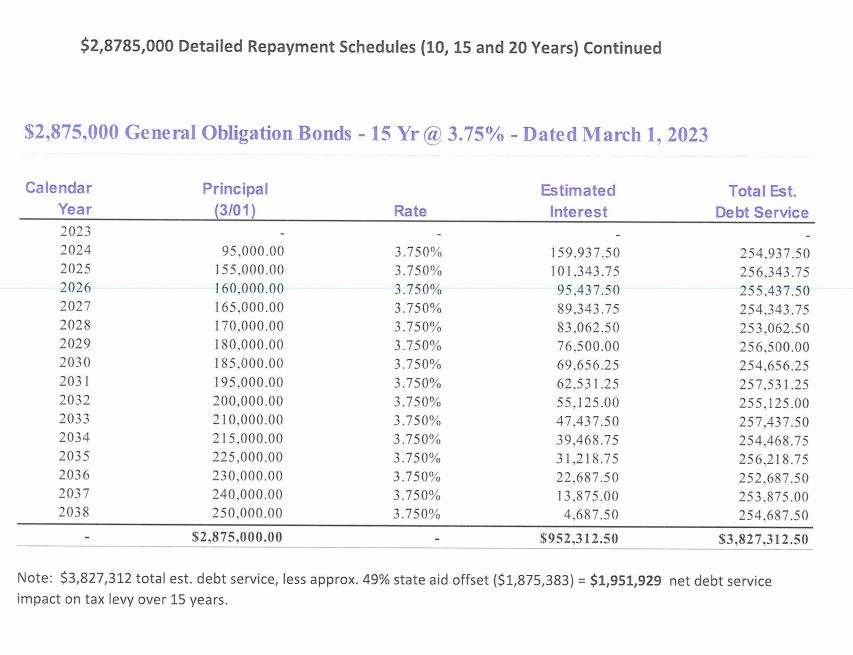 $2,8785,000 Detailed Repayment Schedules (10, 15 and 20 Years) Continued
$2,875,000 General Obligation Bonds - 15 Yr @ 3.75% - Dated March 1, 2023
Calendar Year Principal (3/01) Rate Estimated Interest Total Est. Debt Service
2023 - - - -
2024 95,000.00 3.750% 159,937.50 254,937.50
2025 155,000.00 3.750% 101,343.75 256,343.75
2026 160,000.00 3.750% 95,437.50 255,437.50
2027 165,000.00 3.750% 89,343.75 254,343.75
2028 170,000.00 3.750% 83,062.50 253,062.50
2029 180,000.00 3.750% 76,500.00 256,500.00
2030 185,000.00 3.750% 69,656.25 254,656.25
2031 195,000.00 3.750% 62,531.25 257,531.25
2032 200,000.00 3.750% 55,125.00 255,125.00
2033 210,000.00 3.750% 47,437.50 257,437.50
2034 215,000.00 3.750% 39,468.75 254,468.75
2035 225,000.00 3.750% 31,218.75 256,218.75
2036 230,000.00 3.750% 22,687.50 252,687.50
2037 240,000.00 3.750% 13,875.00 253,875.00
2038 250,000.00 3.750% 4,687.50 254,687.50
- $2,875,000.00 - $952,312.50 $3,827,312.50
Note: $3,827,312 total est. debt service, less approx. 49% state aid offset ($1,875,383) = $1,951,929 net debt service
impact on tax levy over 15 years.